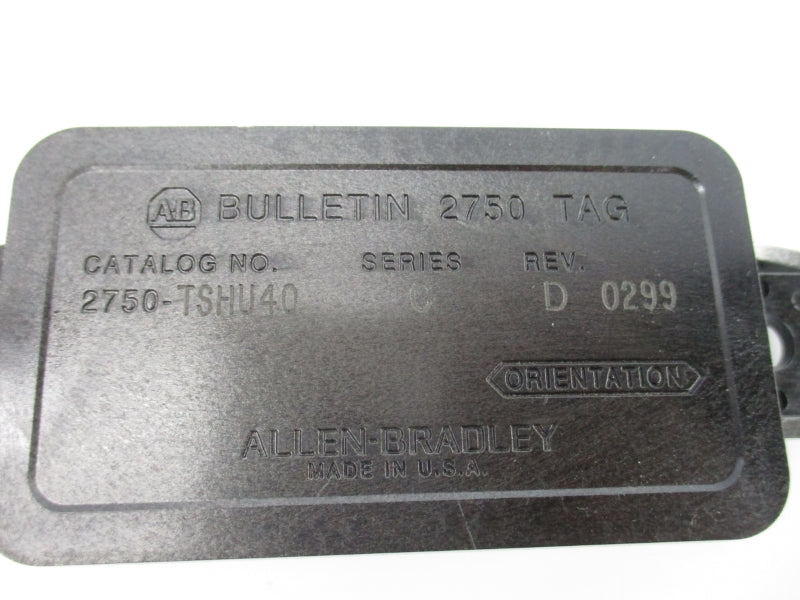 AB BULLETIN 2750 TAG
CATALOG NO. SERIES REV.
2750-TSHU40 C D 0299
ORIENTATION
ALLEN-BRADLEY
MADE IN U.S.A.